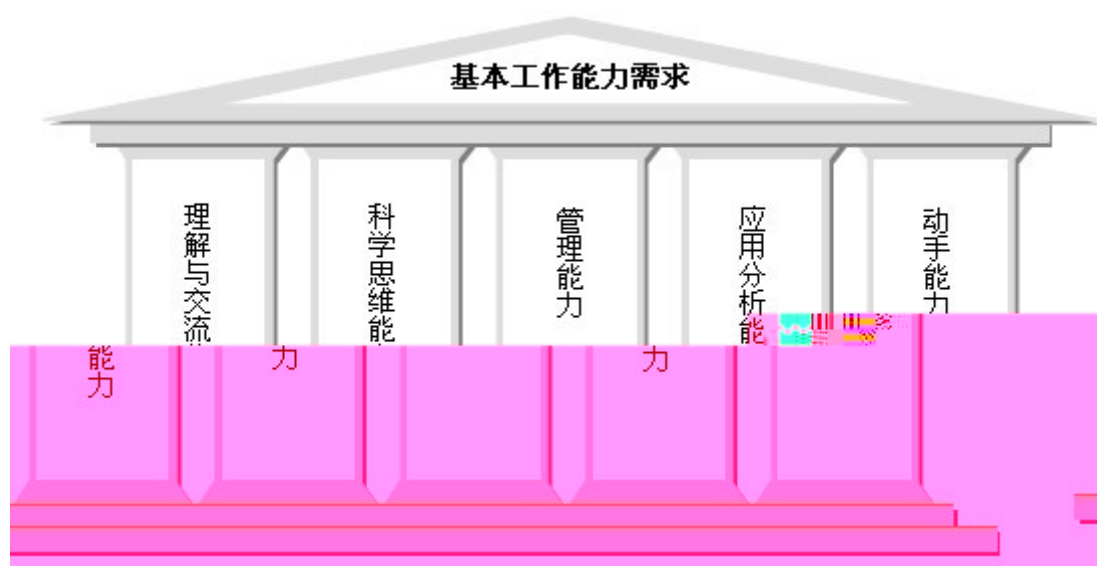 基本工作能力需求
理解与交流能力
科学思维能力
管理能力
应用分析能力
动手能力